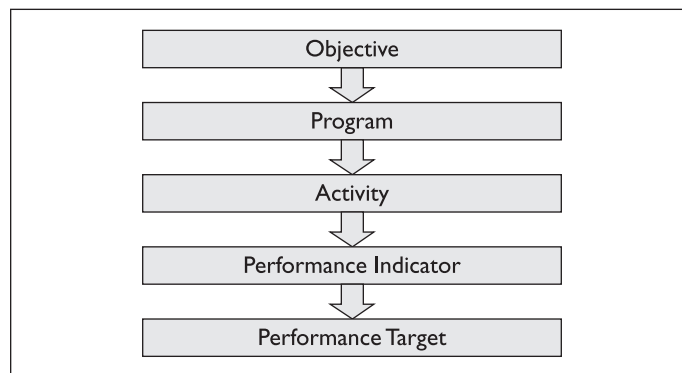 Objective
Program
Activity
Performance Indicator
Performance Target